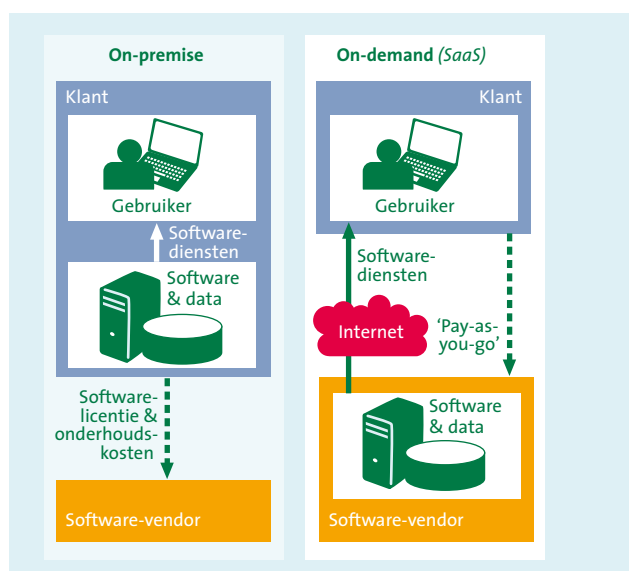 On-premise
Klant
Gebruiker
Software-
diensten
Software
& data
Software-
licentie &
onderhouds-
kosten
Software-vendor
On-demand (SaaS)
Klant
Gebruiker
Software-
diensten
Internet
‘Pay-as-
you-go’
Software
& data
Software-vendor